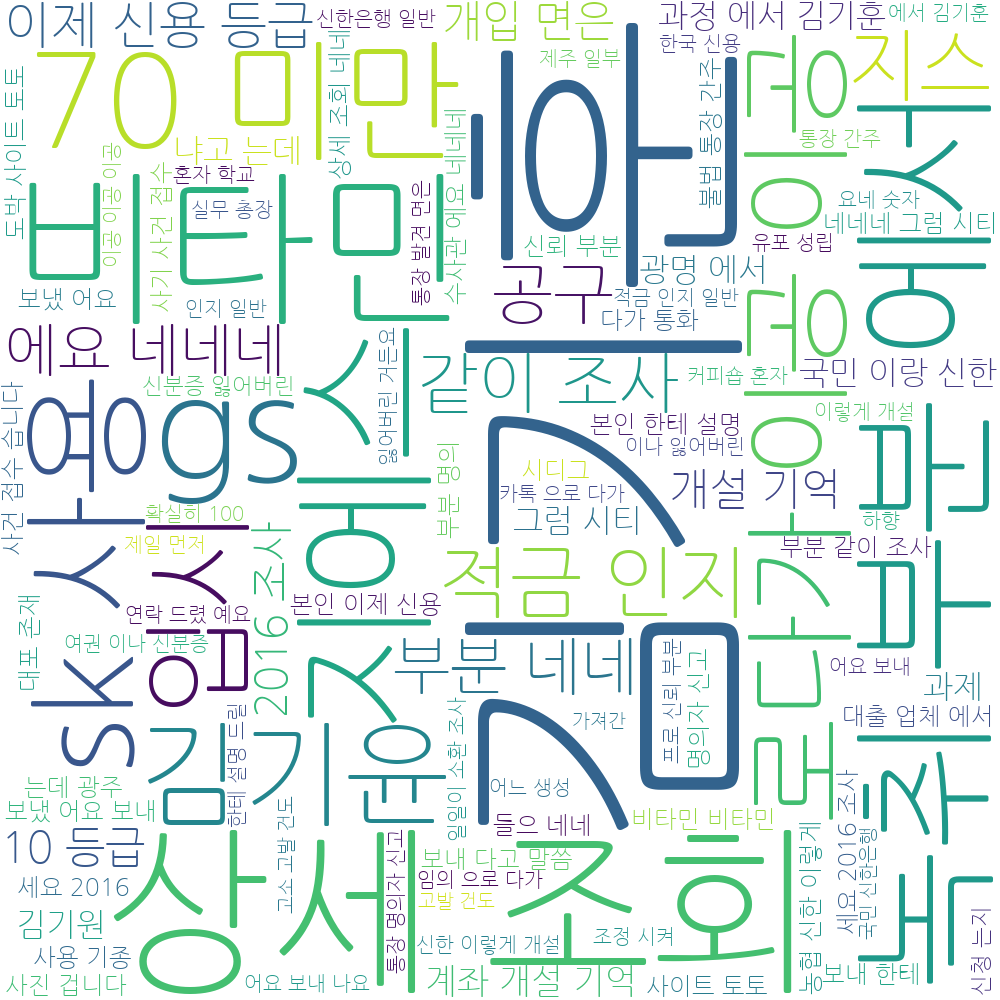 이제 신용 등급
신한은행 일반
개입 면은
과정 에서 김기훈
에서 김기훈
70 미만
상세 조회 네네
제주 일부
한국 신용
지스
도박 사이트 토토
냐고 는데
혼자 학교
실무 총장
비타민
사기 사건 접수
이공 이공 이공
통장 발견 면은
수사관 에요 네네네
불법 통장 간주
이공 이공
통장 간주
요네 숫자
네네네 그럼 시티
유포 성립
에서
신뢰 부분
광명 에서
보냈 어요
인지 일반
공구
적금 인지 일반
다가 통화
에요 네네네
신분증 잃어버린
잃어버린 거든요
같이 조사
커피숍 혼자
국민 이랑 신한
사건 접수 습니다
sk 사용
gs
에스
본인 한테 설명
이나 잃어버린
이렇게 개설
부분 명의
시디그
카톡 으로 다가
개설 기억
확실히 100
그럼 시티
하향
제일 먼저
2016 조사
적금 인지
부분 같이 조사
부분
로 다가
대포 존재
연락 드렸 예요
본인 이제 신용
여권 이나 신분증
부분 네네
프로 신뢰 부분
명의자 신고
어요 보내
과제
가져간
대출 업체 에서
한테 설명 드릴
일일이 소환 조사
어느 생성
는데 광주
보냈 어요 보내
들으 네네
비타민 비타민
10 등급
고소 고발 건도
통장 명의자 신고
보내 다고 말씀
세요 2016 조사
국민 신한은행
세요 2016
임의 으로 다가
고발 건도
농협 신한 이렇게
김기원
상세 조회
사용 기종
신한 이렇게 개설
조정 시켜
신청 는지
사진 겁니다
어요 보내 나요
계좌 개설 기억
사이트 토토
보내 한테